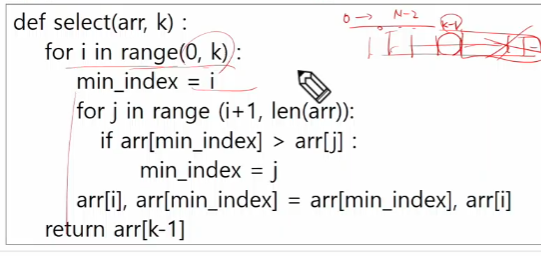 def select(arr, k) :
    for i in range(0, k) :
        min_index = i
        for j in range (i+1, len(arr)):
            if arr[min_index] > arr[j] :
                min_index = j
        arr[i], arr[min_index] = arr[min_index], arr[i]
    return arr[k-1]
0 → N-2 k-1